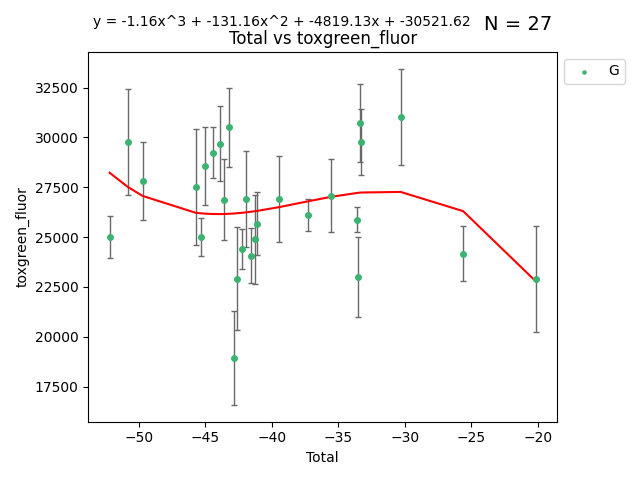 y = -1.16x^3 + -131.16x^2 + -4819.13x + -30521.62 N = 27
Total vs toxgreen_fluor
G
32500
30000
27500
25000
22500
20000
17500
toxgreen_fluor
−50 −45 −40 −35 −30 −25 −20
Total